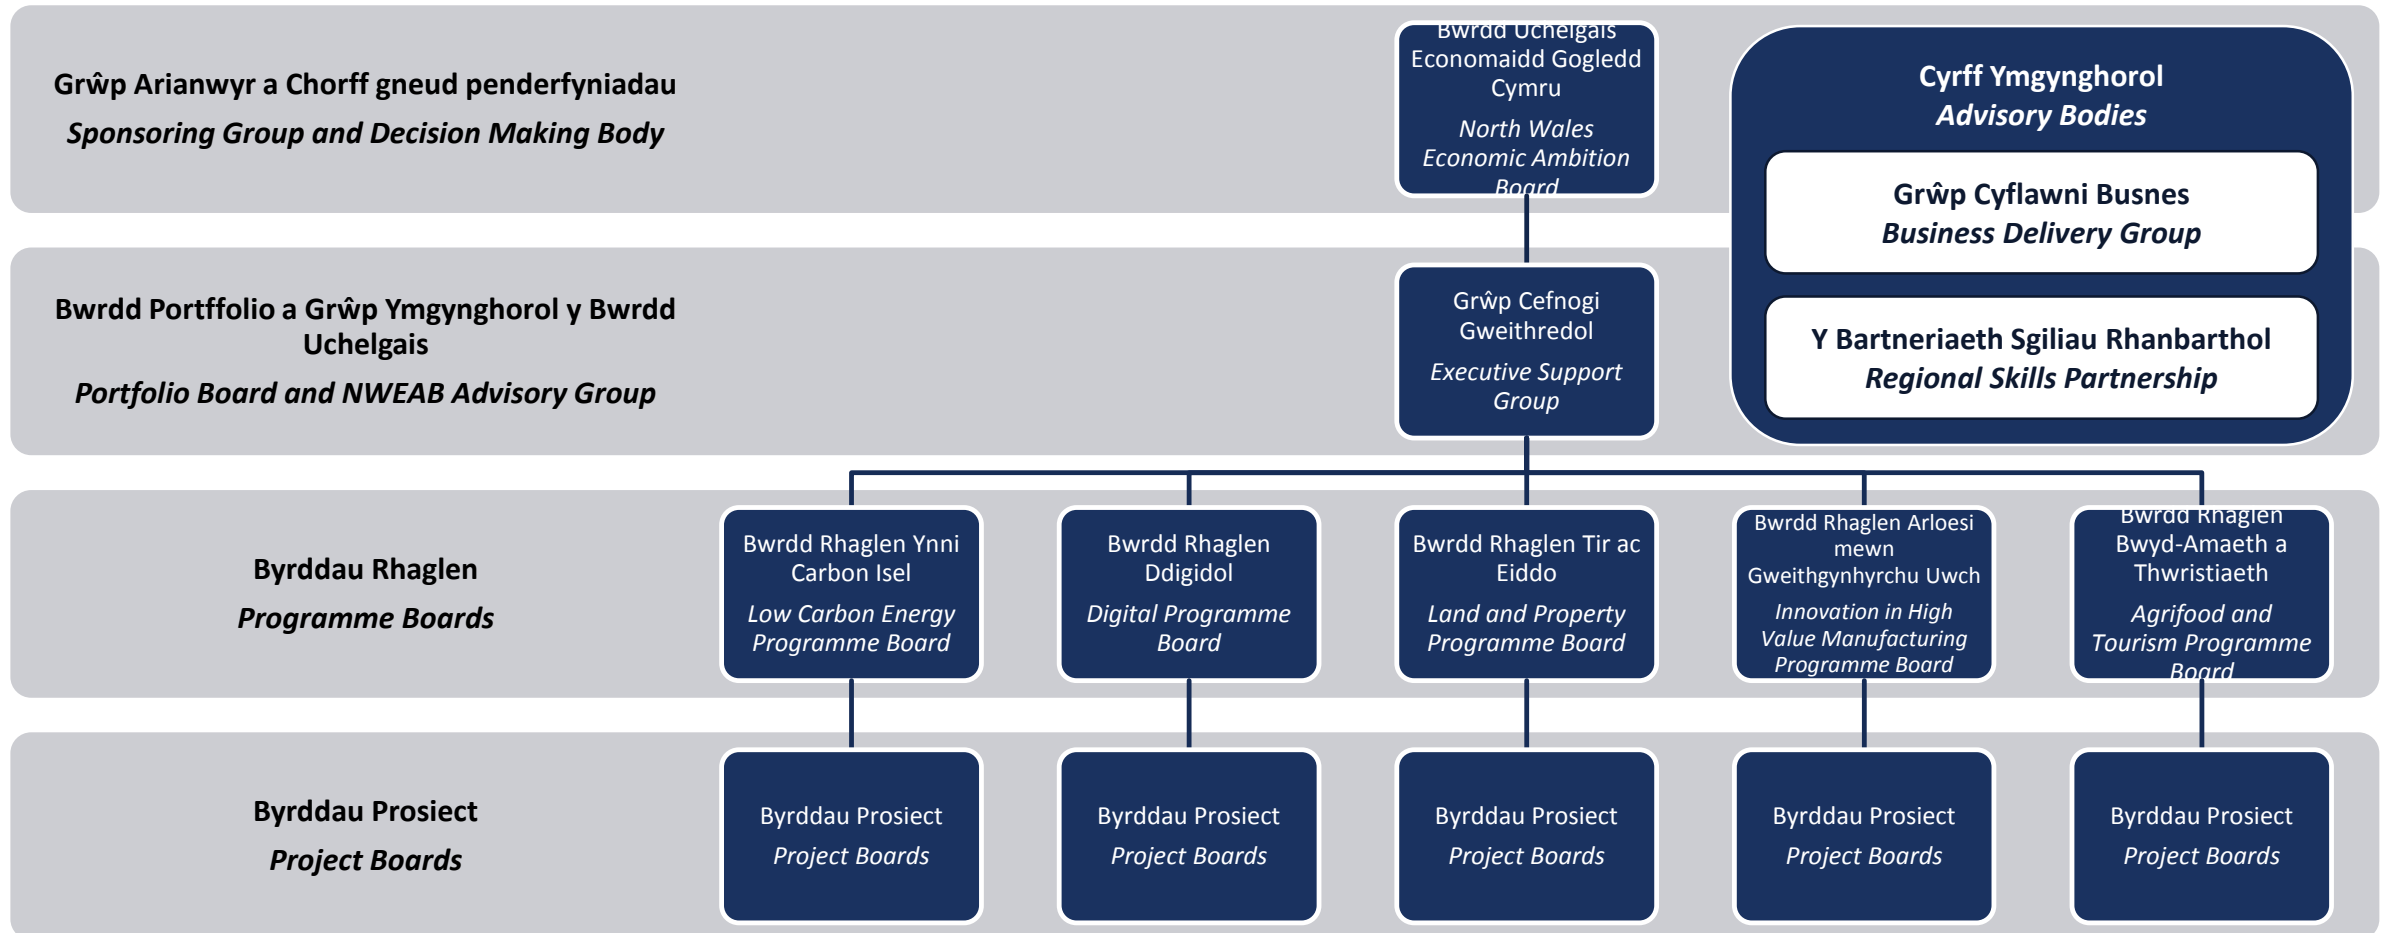 Grŵp Arianwyr a Chorff gneud penderfyniadau
Sponsoring Group and Decision Making Body
Bwrdd Uchelgais
Economaidd Gogledd
Cymru
North Wales
Economic Ambition
Board
Cyrff Ymgynghorol
Advisory Bodies
Grŵp Cyflawni Busnes
Business Delivery Group
Y Bartneriaeth Sgiliau Rhanbarthol
Regional Skills Partnership
Bwrdd Portffolio a Grŵp Ymgynghorol y Bwrdd
Uchelgais
Portfolio Board and NWEAB Advisory Group
Grŵp Cefnogi
Gweithredol
Executive Support
Group
Byrddau Rhaglen
Programme Boards
Bwrdd Rhaglen Ynni
Carbon Isel
Low Carbon Energy
Programme Board
Bwrdd Rhaglen
Ddigidol
Digital Programme
Board
Bwrdd Rhaglen Tir ac
Eiddo
Land and Property
Programme Board
Bwrdd Rhaglen Arloesi
mewn
Gweithgynhyrchu Uwch
Innovation in High
Value Manufacturing
Programme Board
Bwrdd Rhaglen
Bwyd-Amaeth a
Thwristiaeth
Agrifood and
Tourism Programme
Board
Byrddau Prosiect
Project Boards
Byrddau Prosiect
Project Boards
Byrddau Prosiect
Project Boards
Byrddau Prosiect
Project Boards
Byrddau Prosiect
Project Boards
Byrddau Prosiect
Project Boards